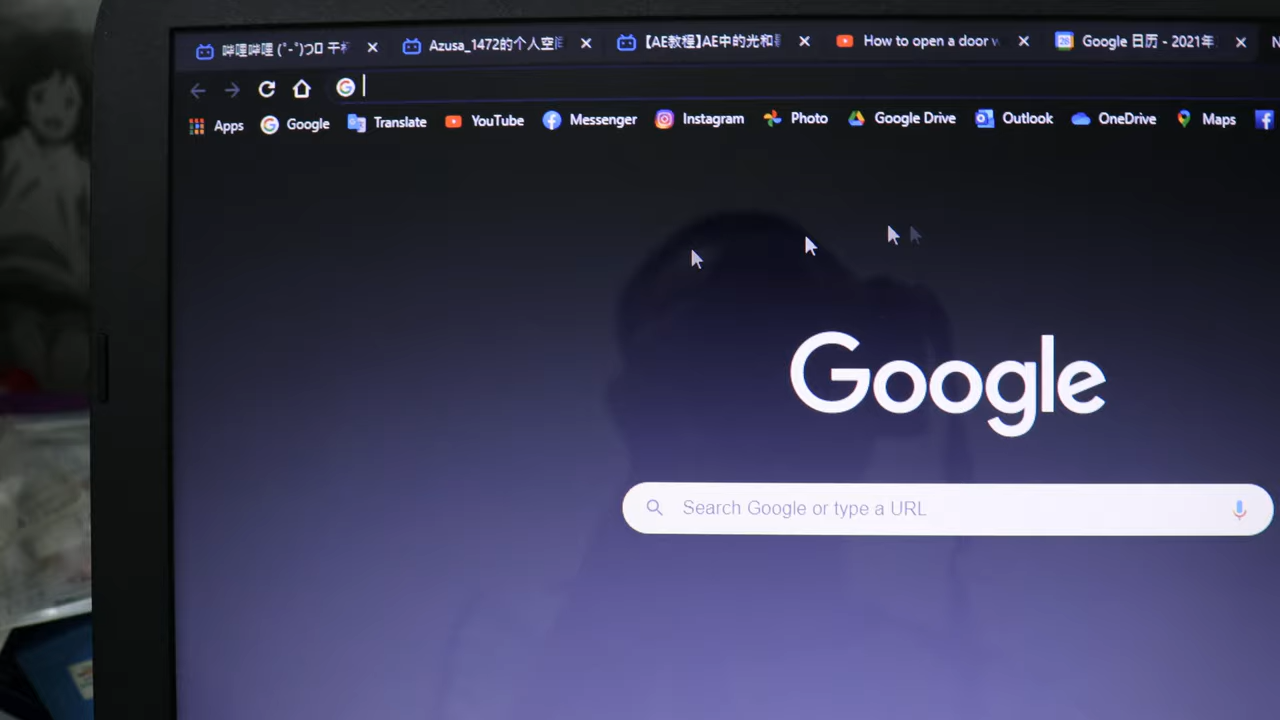 哔哩哔哩 (゜-゜)つロ 干杯
Azusa_1472的个人空间
【AE教程】AE中的光和
How to open a door w
Google 日历 - 2021年
Apps
Google
Translate
YouTube
Messenger
Instagram
Photo
Google Drive
Outlook
OneDrive
Maps
Google
Search Google or type a URL